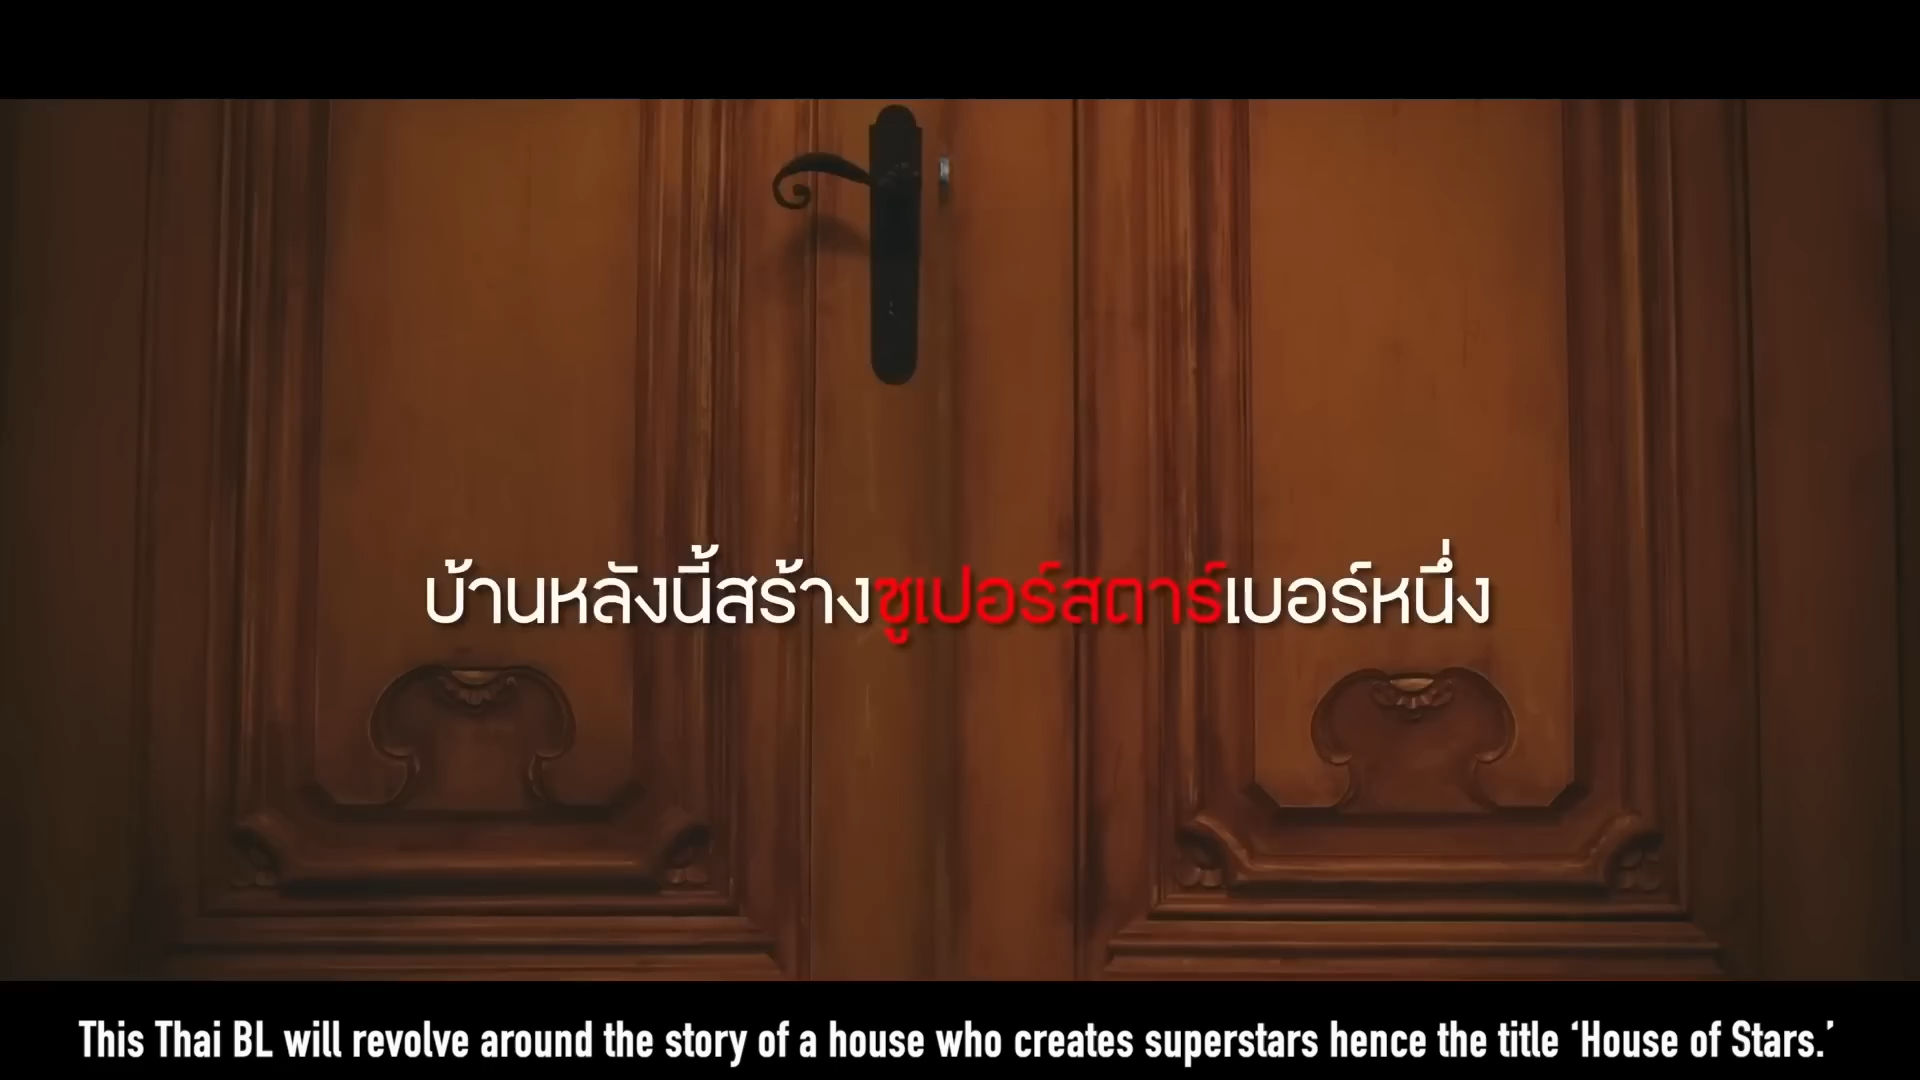 บ้านหลังนี้สร้างซูเปอร์สตาร์เบอร์หนึ่ง
This Thai BL will revolve around the story of a house who creates superstars hence the title ‘House of Stars.’